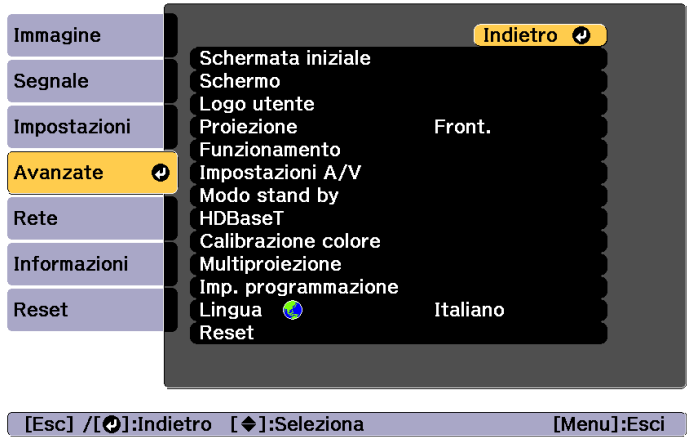 Immagine
Segnale
Impostazioni
Avanzate
Rete
Informazioni
Reset
Indietro
Schermata iniziale
Schermo
Logo utente
Proiezione Front.
Funzionamento
Impostazioni A/V
Modo stand by
HDBaseT
Calibrazione colore
Multiproiezione
Imp. programmazione
Lingua Italiano
Reset
[Esc] /[⏎]:Indietro [◆]:Seleziona [Menu]:Esci